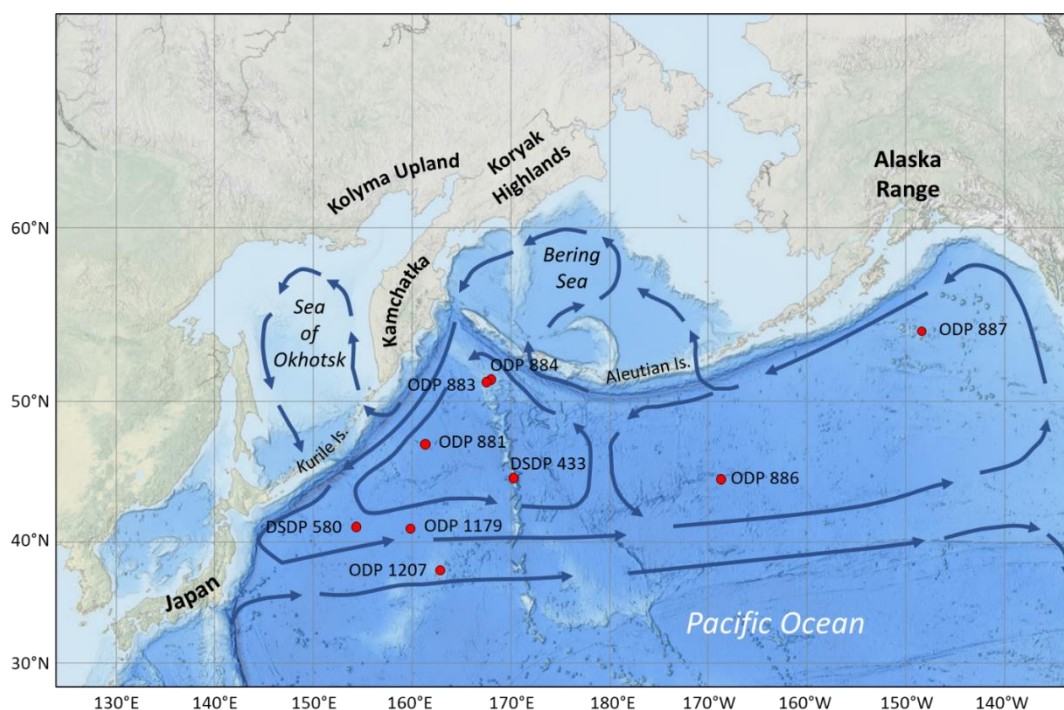 Kolyma Upland
Koryak
Highlands
Alaska
Range
60°N
Bering
Sea
Kamchatka
Sea
of
Okhotsk
ODP 887
ODP 884
Aleutian Is.
ODP 883
50°N
Kurile Is.
ODP 881
DSDP 433
ODP 886
DSDP 580
ODP 1179
40°N
ODP 1207
Japan
Pacific Ocean
30°N
130°E
140°E
150°E
160°E
170°E
180°E
170°W
160°W
150°W
140°W